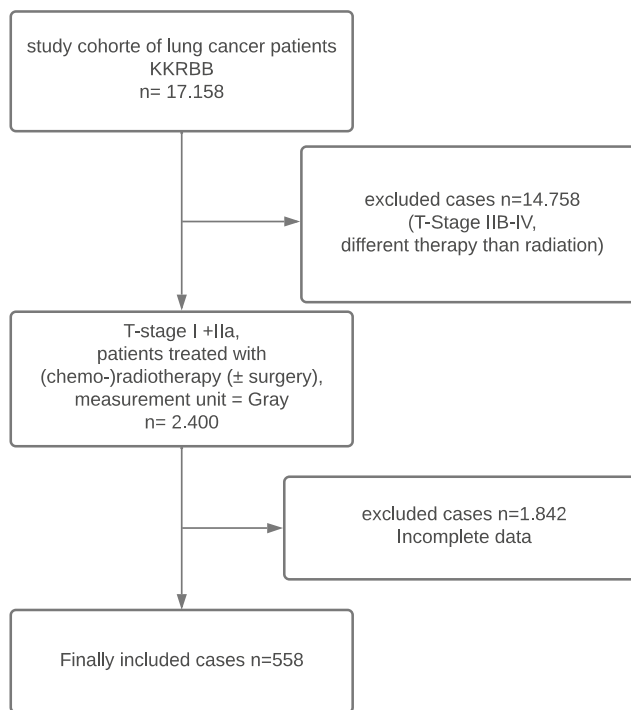 study cohorte of lung cancer patients
KKRBB
n= 17.158
excluded cases n=14.758
(T-Stage IIB-IV,
different therapy than radiation)
T-stage I +IIa,
patients treated with
(chemo-)radiotherapy (± surgery),
measurement unit = Gray
n= 2.400
excluded cases n=1.842
Incomplete data
Finally included cases n=558